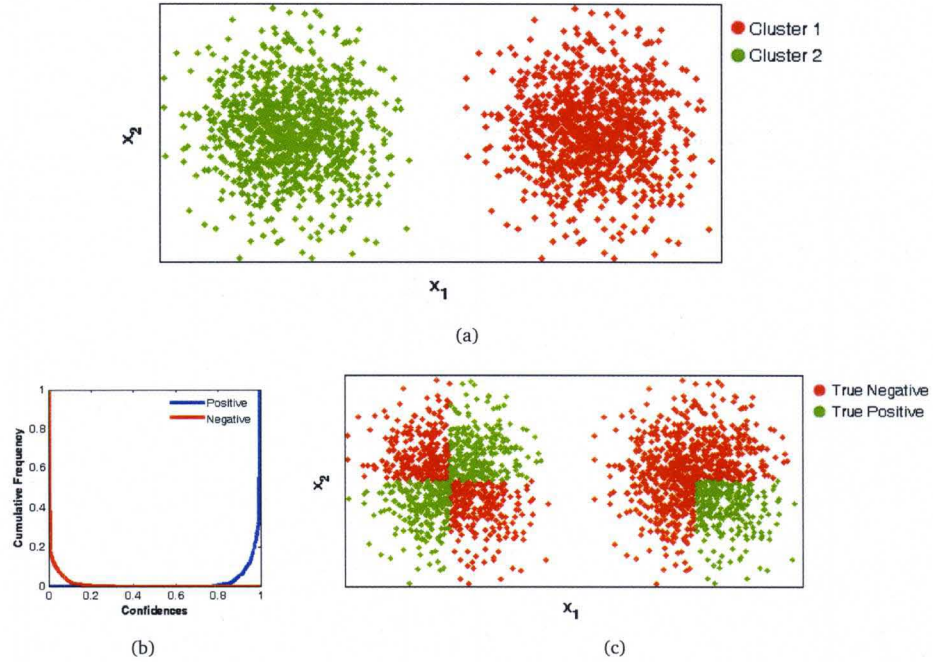 Cluster 1
Cluster 2
x2
x1
(a)
1
0.8
0.6
0.4
0.2
0
Cumulative Frequency
Positive
Negative
0 0.2 0.4 0.6 0.8 1
Confidences
(b)
True Negative
True Positive
x2
x1
(c)